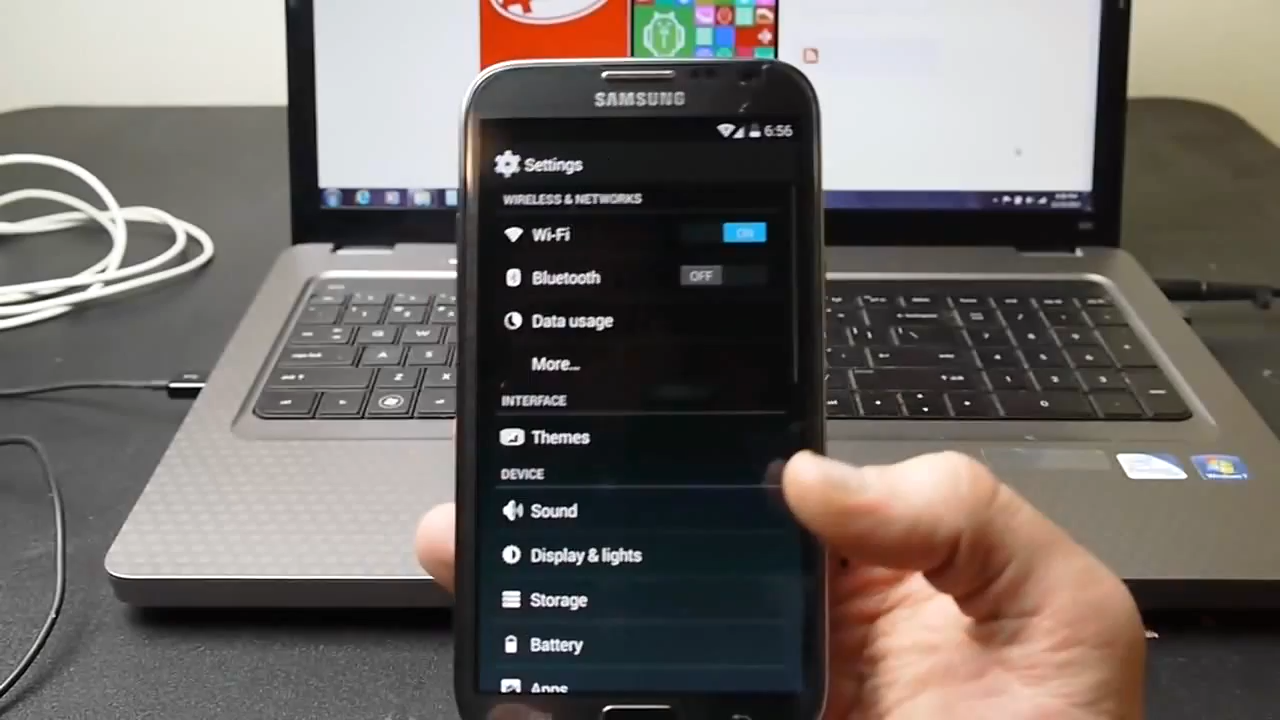 SAMSUNG
6:56
Settings
WIRELESS & NETWORKS
Wi-Fi
ON
Bluetooth
OFF
Data usage
More...
INTERFACE
Themes
DEVICE
Sound
Display & lights
Storage
Battery
Apps